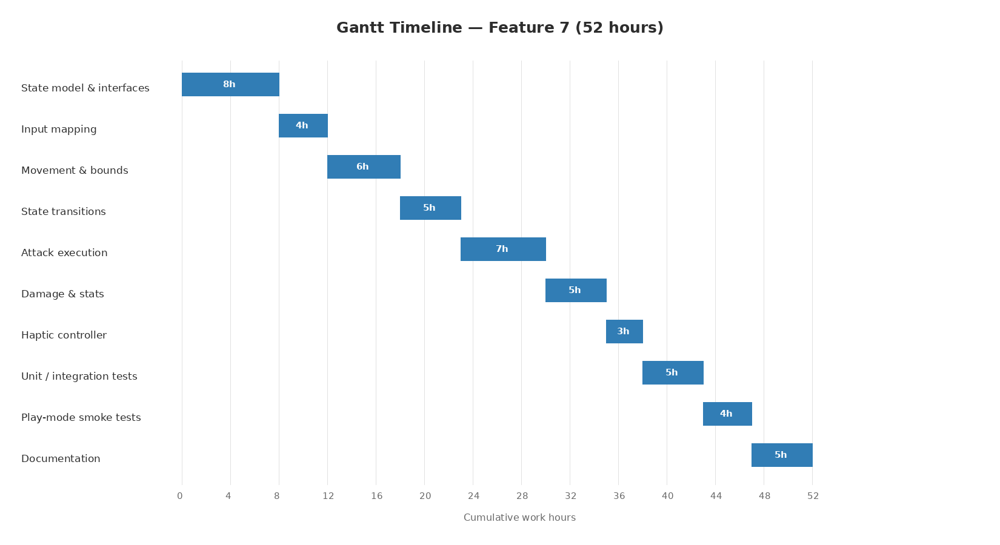 Gantt Timeline — Feature 7 (52 hours)
State model & interfaces 8h
Input mapping 4h
Movement & bounds 6h
State transitions 5h
Attack execution 7h
Damage & stats 5h
Haptic controller 3h
Unit / integration tests 5h
Play-mode smoke tests 4h
Documentation 5h
0 4 8 12 16 20 24 28 32 36 40 44 48 52
Cumulative work hours